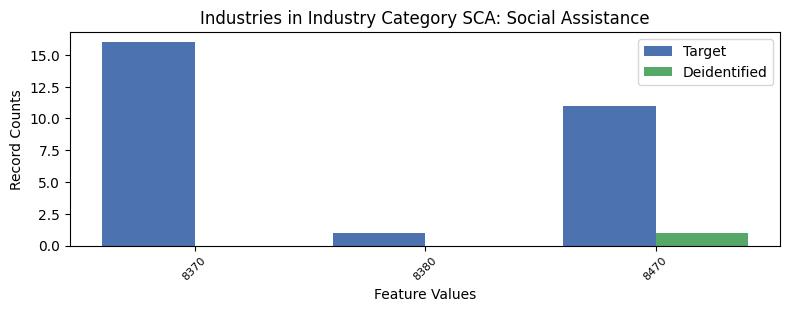 Industries in Industry Category SCA: Social Assistance
Target
Deidentified
Record Counts
15.0
12.5
10.0
7.5
5.0
2.5
0.0
8370
8380
8470
Feature Values